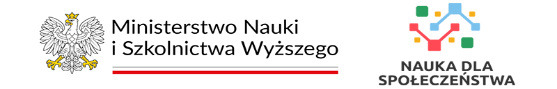 Ministerstwo Nauki
i Szkolnictwa Wyższego
NAUKA DLA
SPOŁECZEŃSTWA